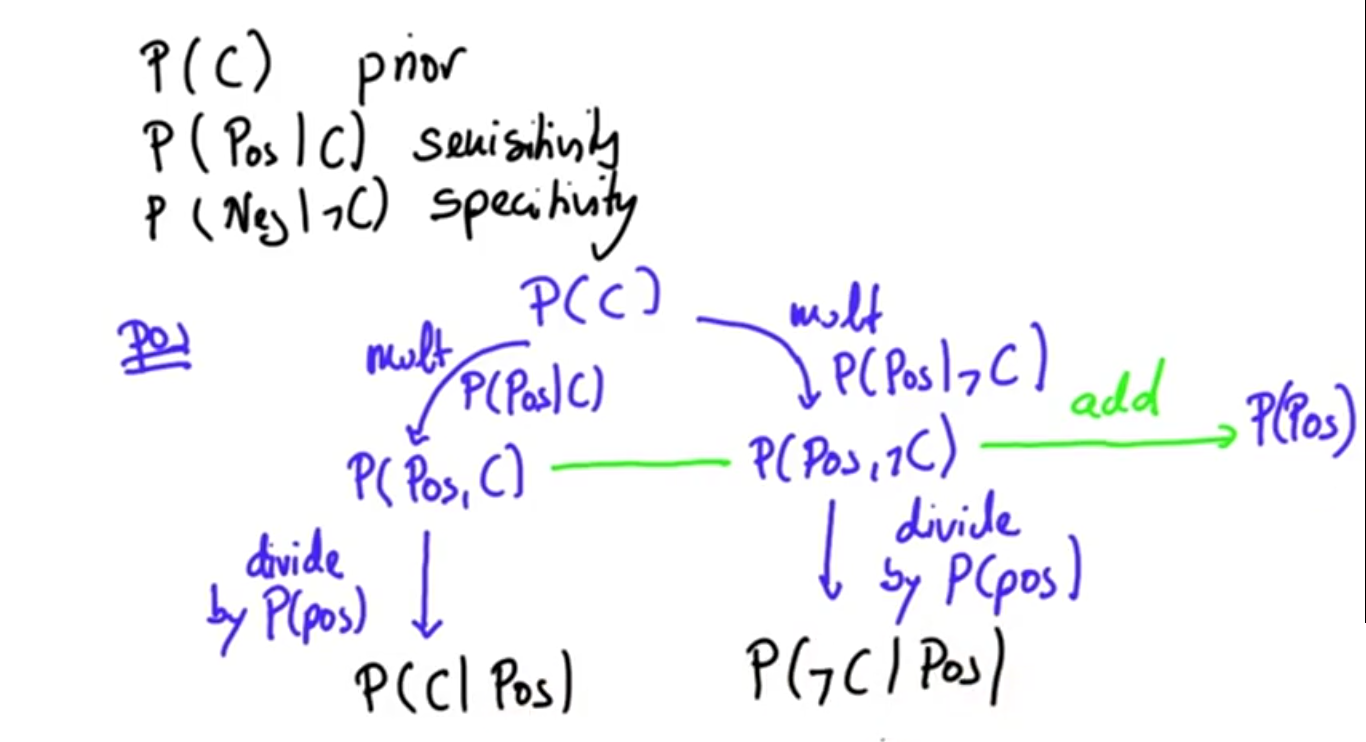 P(C) prior
P(Pos|C) sensitivity
P(Neg|¬C) specitivity
P(C)
Pos
mult
P(Pos|C)
mult
P(Pos|¬C)
add
P(Pos)
P(Pos,C)
P(Pos,¬C)
divide
by P(pos)
divide
by P(pos)
P(C|Pos)
P(¬C|Pos)